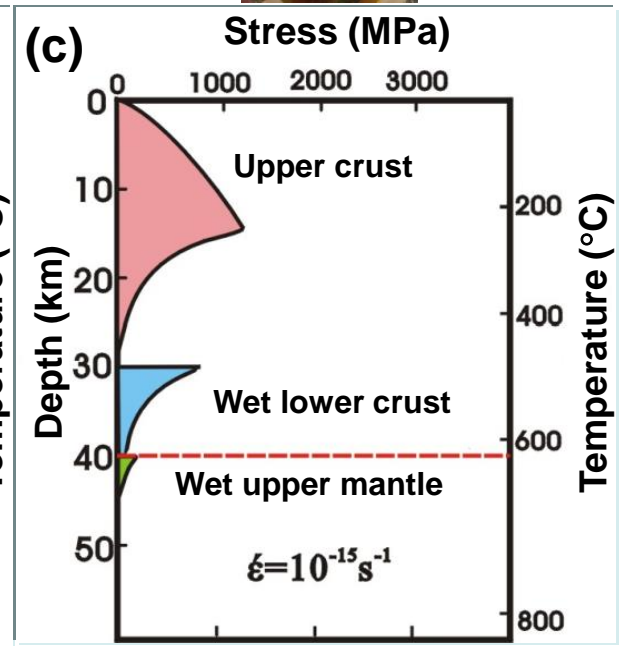 (c)
Stress (MPa)
0 1000 2000 3000
0
Upper crust
10
200
20
400
30
Wet lower crust
600
40
Wet upper mantle
50
έ=10⁻¹⁵s⁻¹
800
Depth (km)
Temperature (°C)